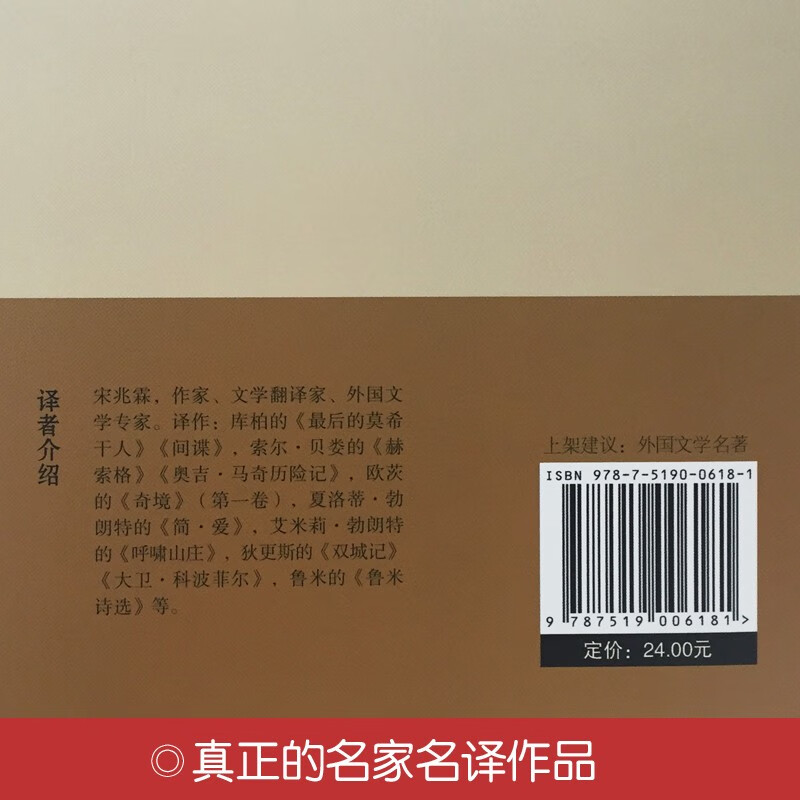 译者介绍
宋兆霖，作家、文学翻译家、外国文
学专家。译作：库柏的《最后的莫希
干人》《间谍》，索尔·贝娄的《赫
索格》《奥吉·马奇历险记》，欧茨
的《奇境》（第一卷），夏洛蒂·勃
朗特的《简·爱》，艾米莉·勃朗特
的《呼啸山庄》，狄更斯的《双城记》
《大卫·科波菲尔》，鲁米的《鲁米
诗选》等。
上架建议：外国文学名著
ISBN 978-7-5190-0618-1
9 787519 006181 >
定价：24.00元
◎真正的名家名译作品